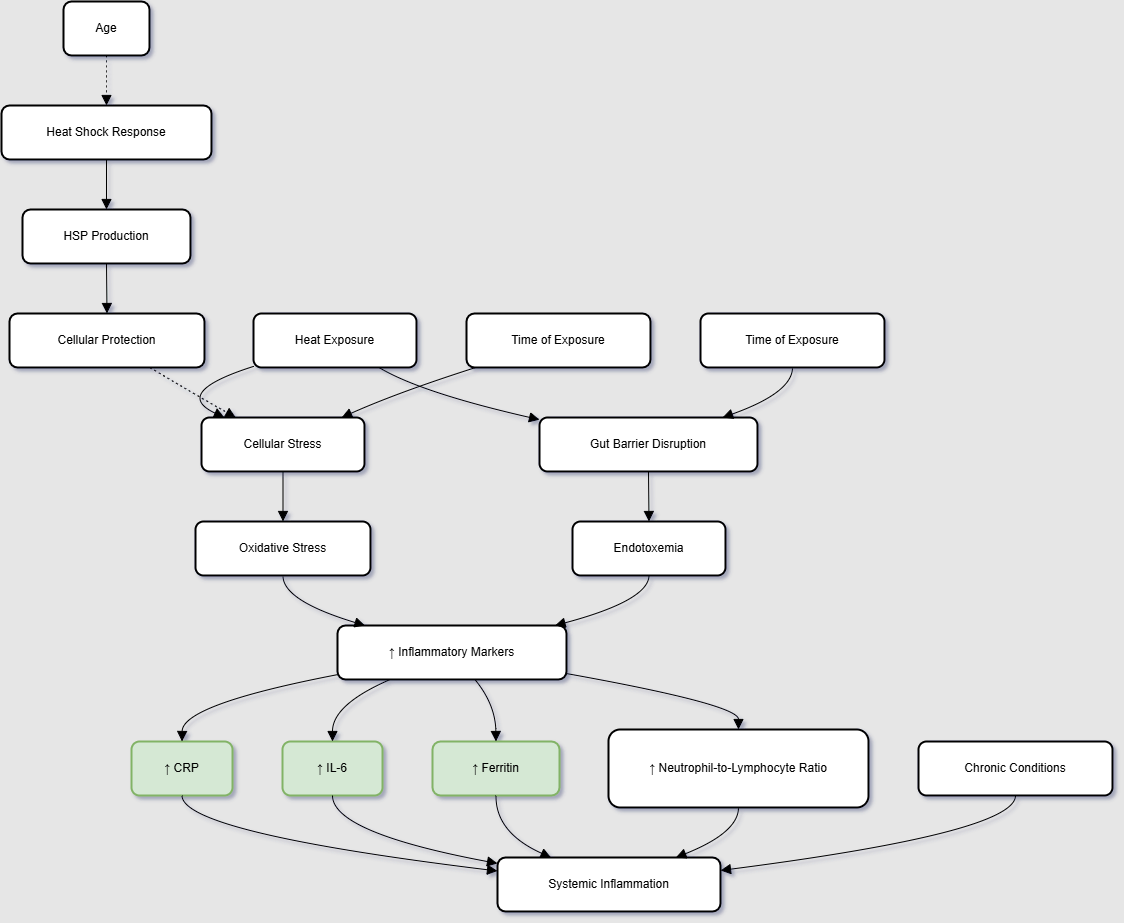 Age
Heat Shock Response
HSP Production
Cellular Protection
Heat Exposure
Time of Exposure
Time of Exposure
Cellular Stress
Gut Barrier Disruption
Oxidative Stress
Endotoxemia
↑ Inflammatory Markers
↑ CRP
↑ IL-6
↑ Ferritin
↑ Neutrophil-to-Lymphocyte Ratio
Chronic Conditions
Systemic Inflammation